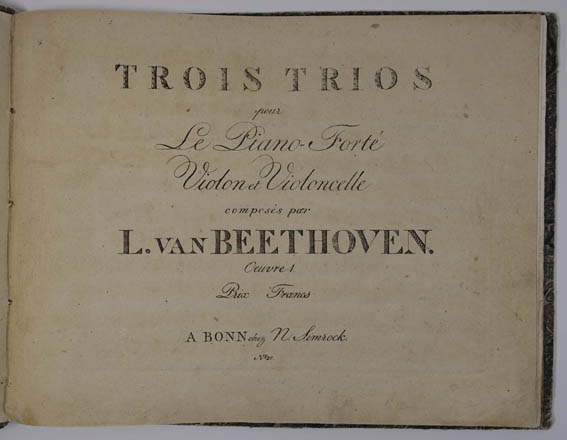 TROIS TRIOS
pour
Le Piano-Forté
Violon et Violoncelle
composés par
L. VAN BEETHOVEN.
Oeuvre 1.
Prix Francs
A BONN chez N. Simrock.